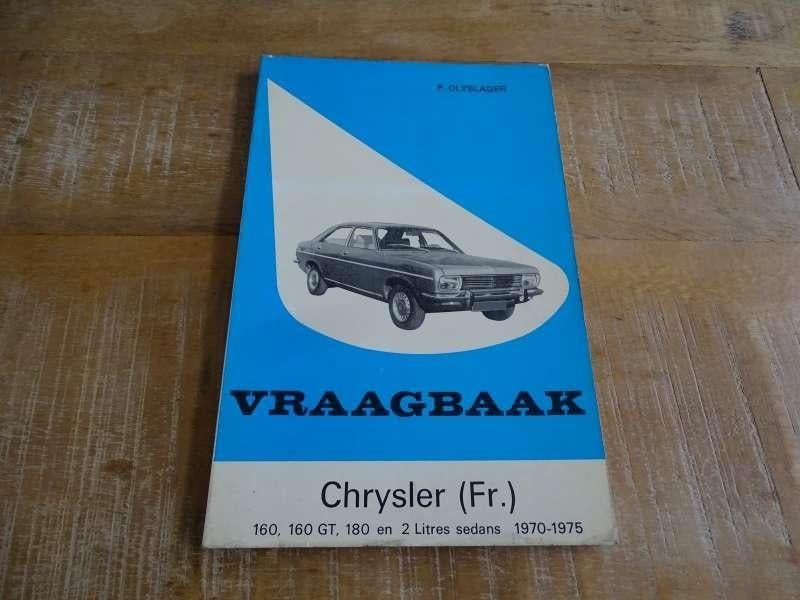 P. OLYSLAGER
VRAAGBAAK
Chrysler (Fr.)
160, 160 GT, 180 en 2 Litres sedans 1970-1975